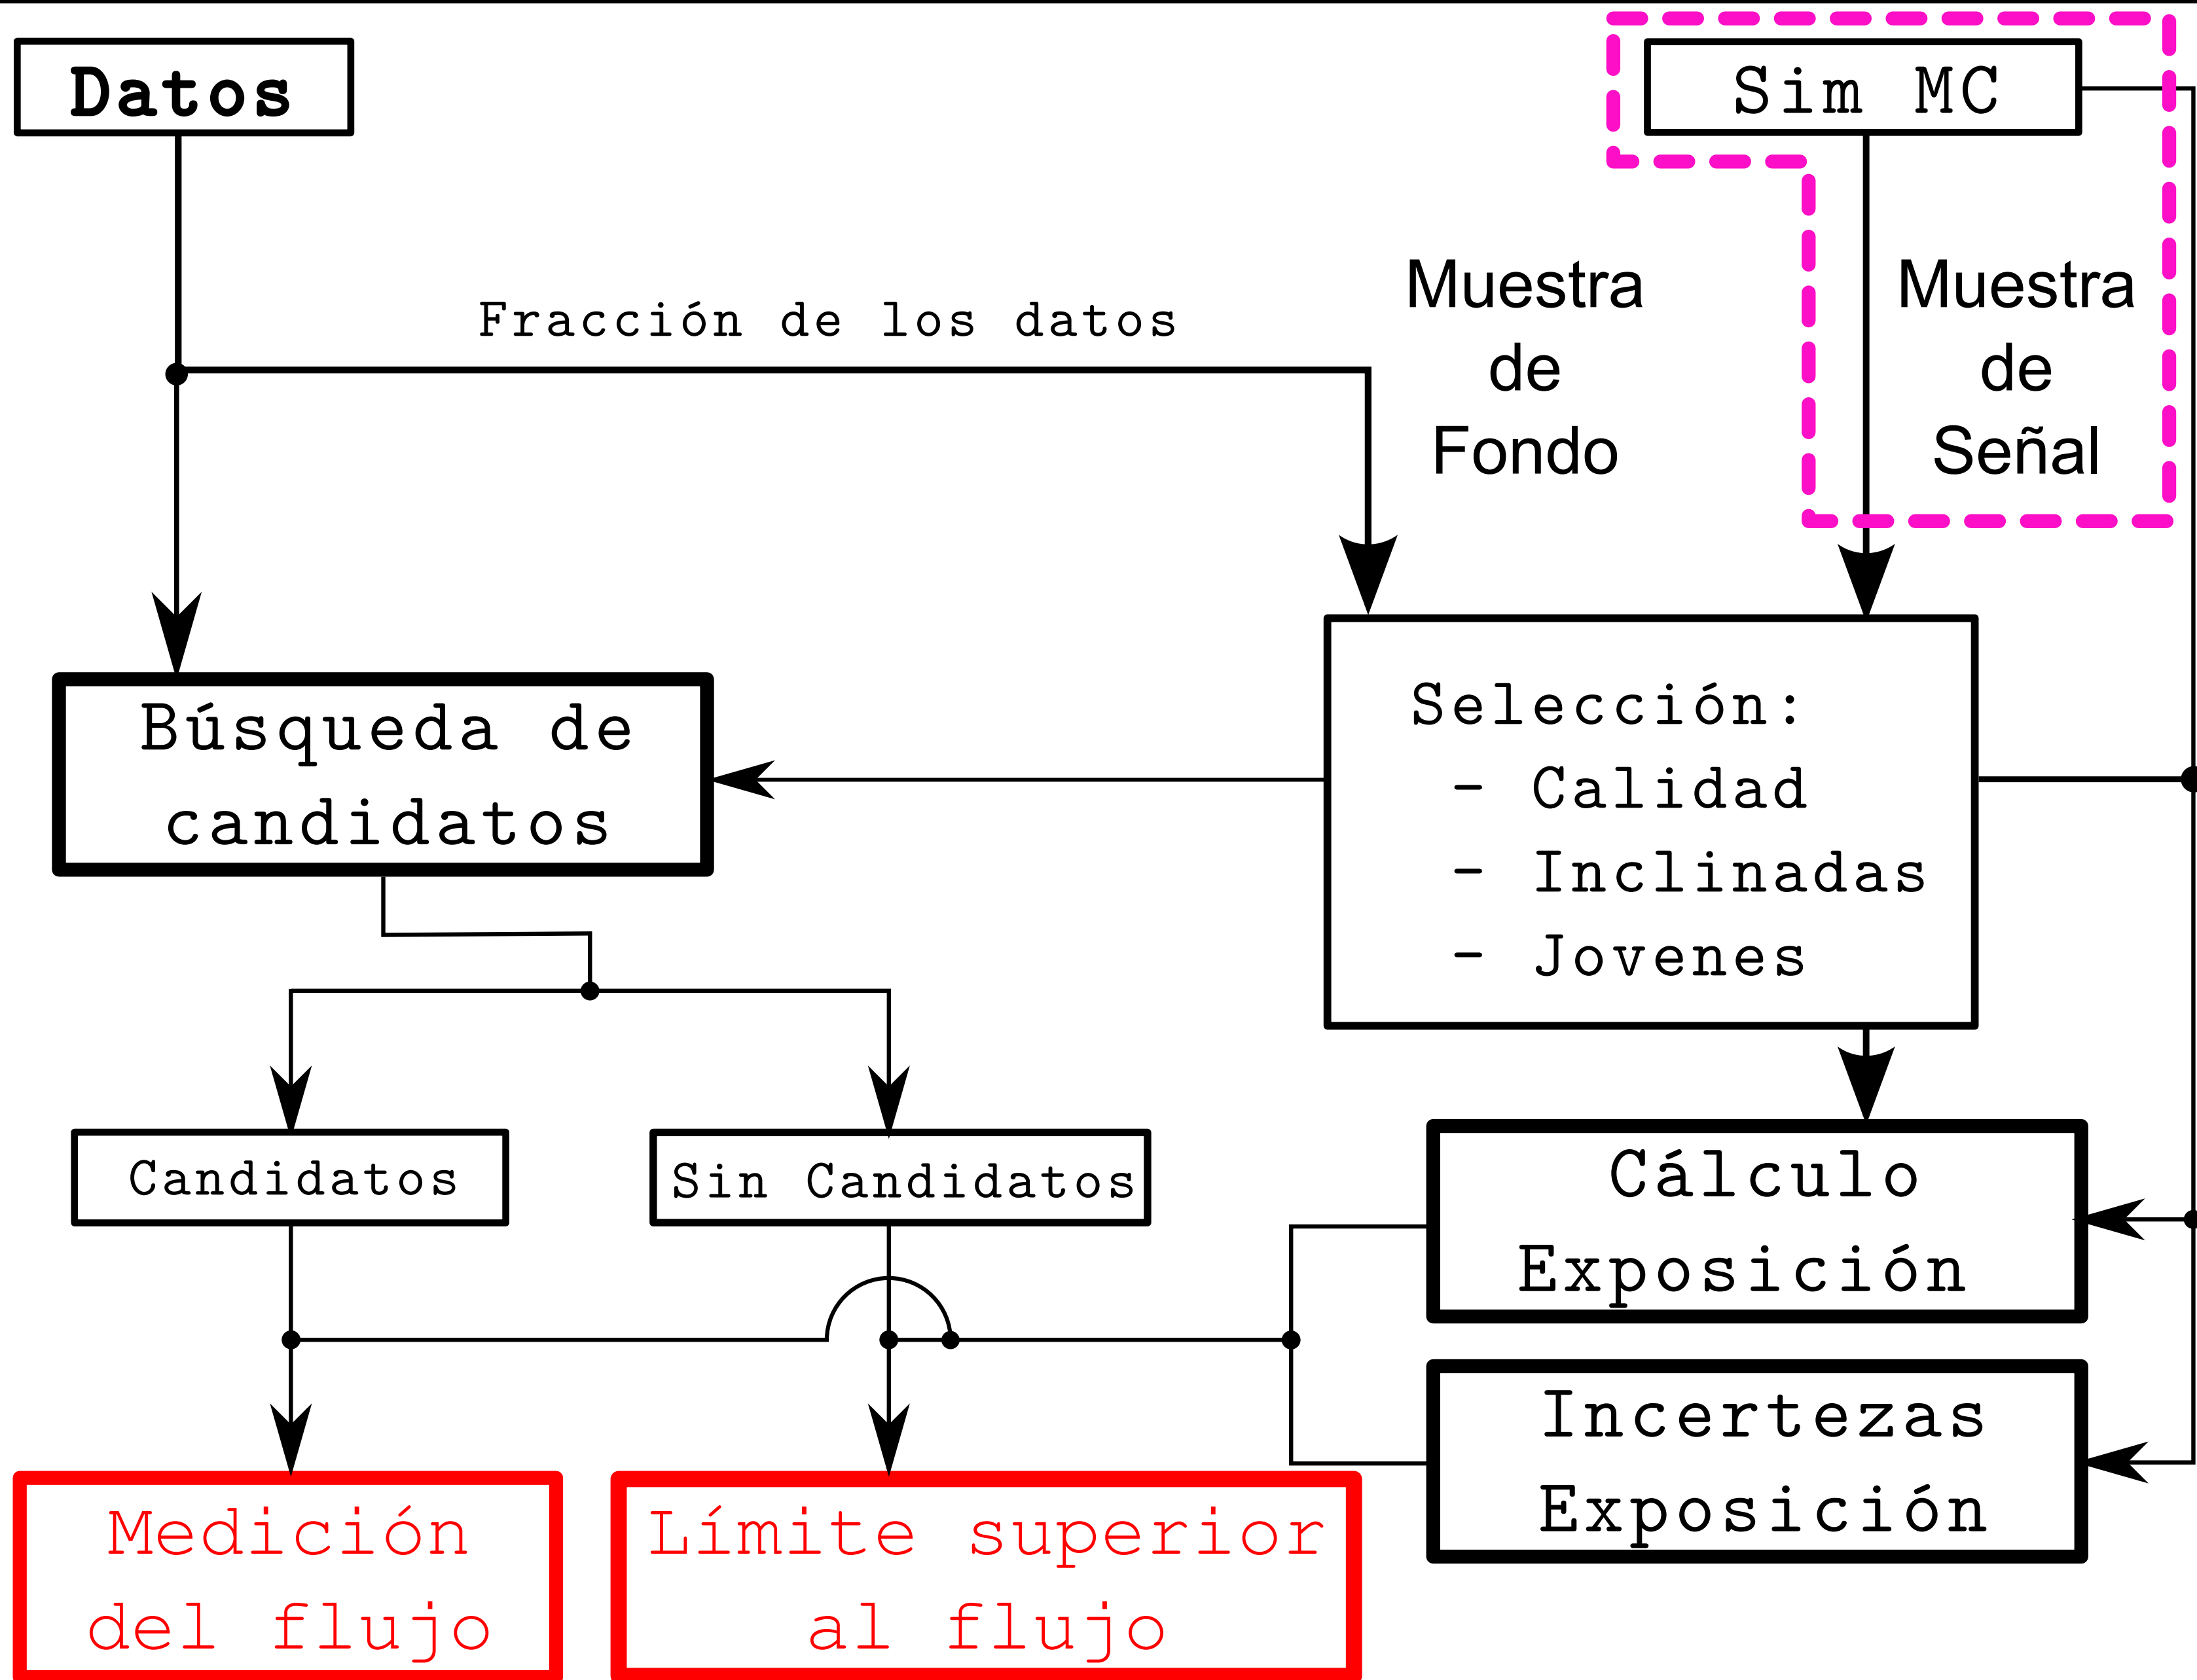 Datos
Sim MC
Fracción de los datos
Muestra
de
Fondo
Muestra
de
Señal
Búsqueda de
candidatos
Selección:
- Calidad
- Inclinadas
- Jovenes
Candidatos
Sin Candidatos
Cálculo
Exposición
Incertezas
Exposición
Medición
del flujo
Límite superior
al flujo